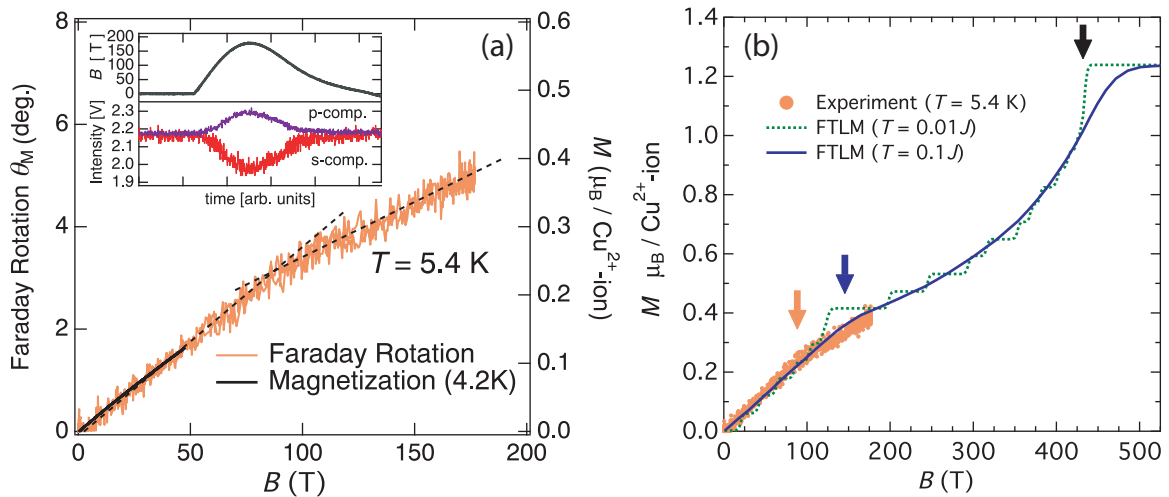 (a)
Faraday Rotation θM (deg.)
8
6
4
2
0
0
50
100
150
200
B (T)
M (μB / Cu2+-ion)
0.5
0.4
0.3
0.2
0.1
0.0
B [T]
200
150
100
50
0
Intensity [V]
2.3
2.2
2.1
2.0
1.9
p-comp.
s-comp.
time [arb. units]
T = 5.4 K
Faraday Rotation
Magnetization (4.2K)
(b)
M μB / Cu2+-ion
1.4
1.2
1.0
0.8
0.6
0.4
0.2
0.0
0
100
200
300
400
500
B (T)
Experiment (T = 5.4 K)
FTLM (T = 0.01J)
FTLM (T = 0.1J)